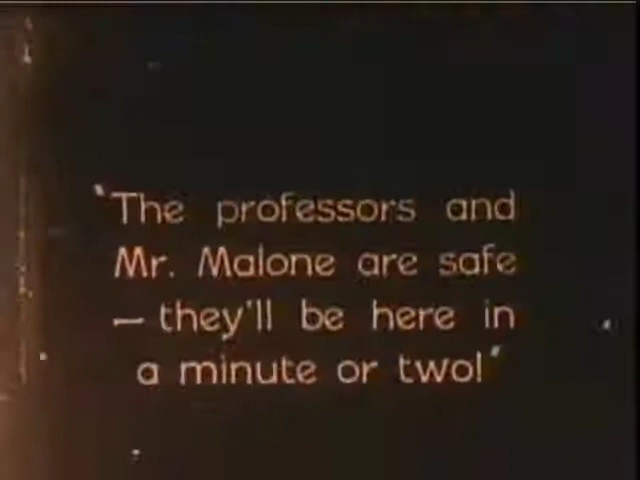 "The professors and
Mr. Malone are safe
— they'll be here in
a minute or two!"